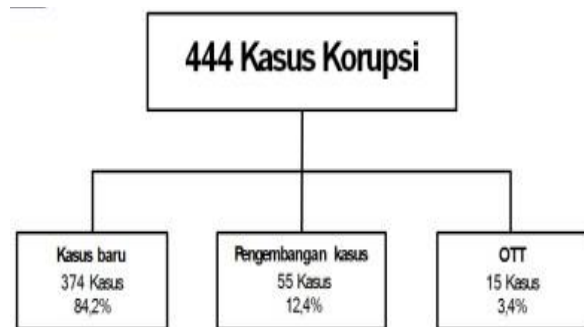 444 Kasus Korupsi
Kasus baru
374 Kasus
84,2%
Pengembangan kasus
55 Kasus
12,4%
OTT
15 Kasus
3,4%